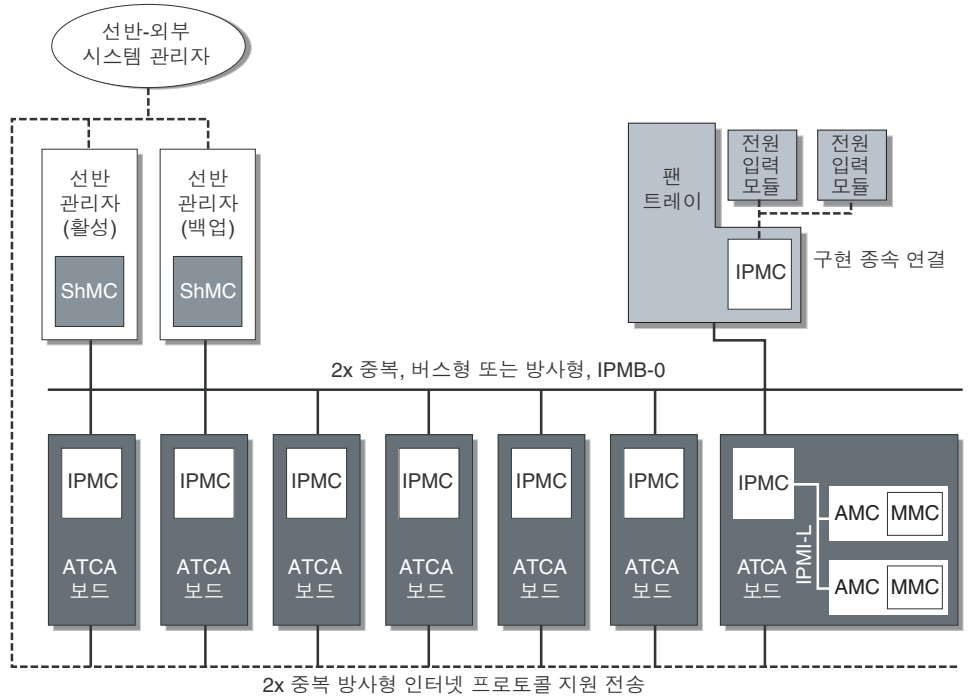 선반-외부
시스템 관리자
선반
관리자
(활성)
ShMC
선반
관리자
(백업)
ShMC
팬
트레이
전원
입력
모듈
전원
입력
모듈
IPMC
구현 종속 연결
2x 중복, 버스형 또는 방사형, IPMB-0
IPMC
ATCA
보드
IPMC
ATCA
보드
IPMC
ATCA
보드
IPMC
ATCA
보드
IPMC
ATCA
보드
IPMC
ATCA
보드
IPMC
ATCA
보드
IPMI-L
AMC MMC
AMC MMC
2x 중복 방사형 인터넷 프로토콜 지원 전송